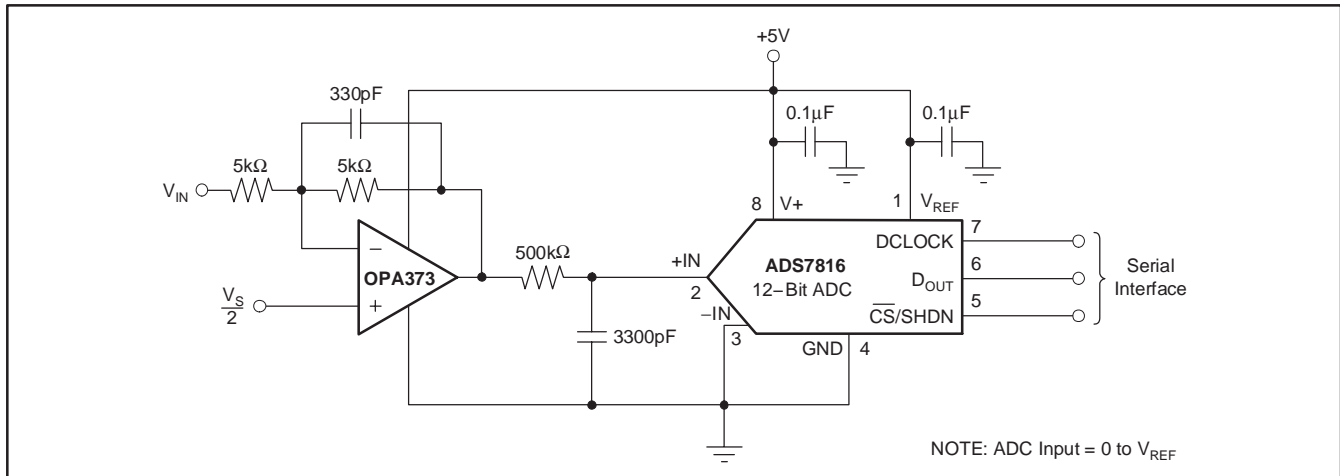 +5V
330pF
0.1μF
0.1μF
5kΩ
5kΩ
V_IN
8
V+
1
V_REF
DCLOCK
7
−
OPA373
500kΩ
+IN
2
ADS7816
12−Bit ADC
D_OUT
6
Serial
Interface
V_S
2
+
−IN
3
C̅S̅/SHDN
5
3300pF
GND
4
NOTE: ADC Input = 0 to V_REF